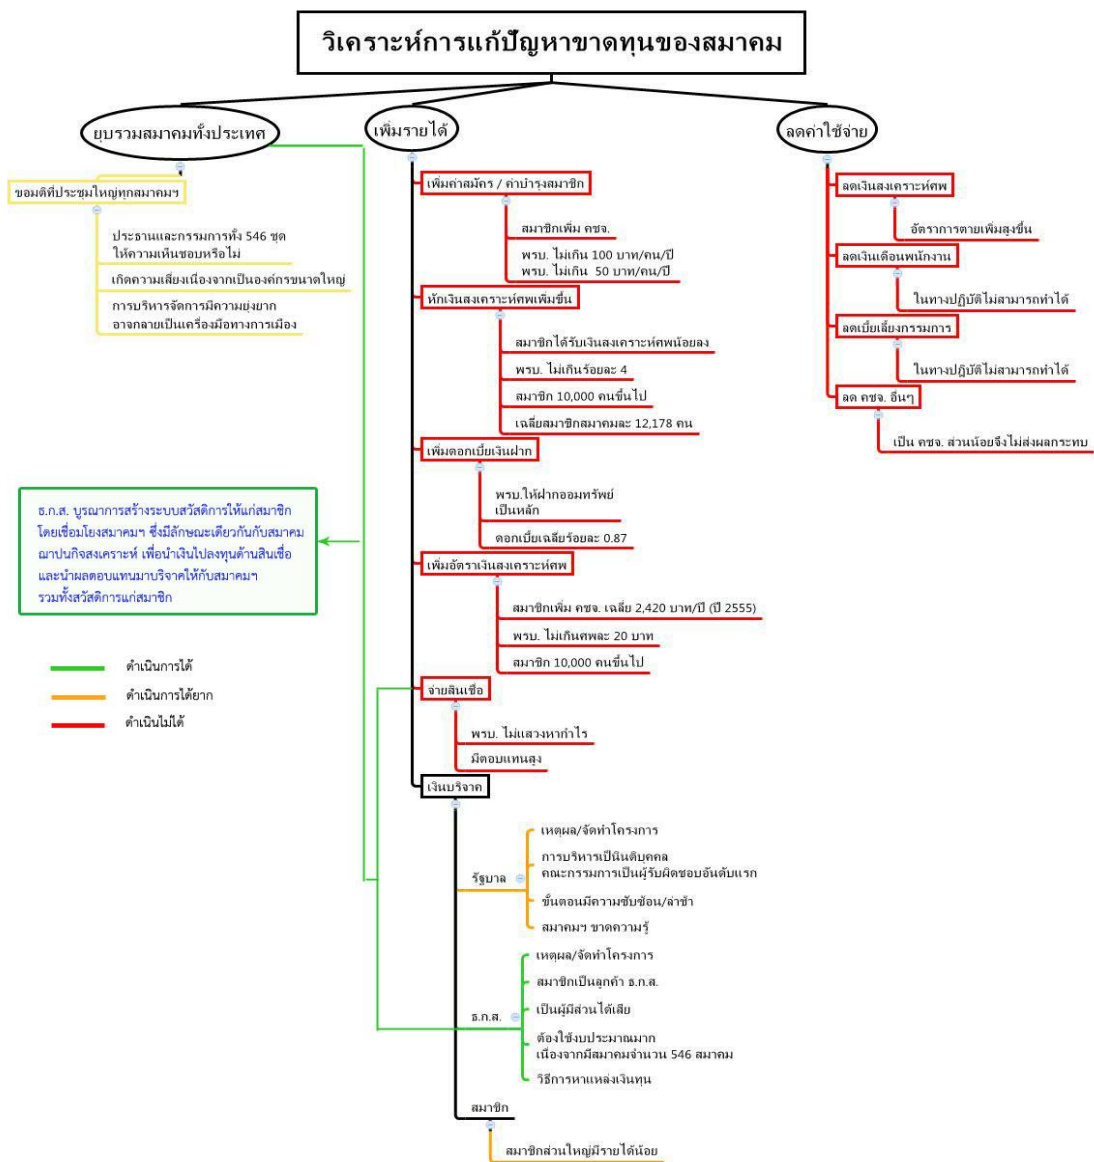 วิเคราะห์การแก้ปัญหาขาดทุนของสมาคม
ยุบรวมสมาคมทั้งประเทศ
ขอมติที่ประชุมใหญ่ทุกสมาคมฯ
ประธานและกรรมการทั้ง 546 ชุด
ให้ความเห็นชอบหรือไม่
เกิดความเสี่ยงเนื่องจากเป็นองค์กรขนาดใหญ่
การบริหารจัดการมีความยุ่งยาก
อาจกลายเป็นเครื่องมือทางการเมือง
เพิ่มรายได้
เพิ่มค่าสมัคร / ค่าบำรุงสมาชิก
สมาชิกเพิ่ม คชจ.
พรบ. ไม่เกิน 100 บาท/คน/ปี
พรบ. ไม่เกิน 50 บาท/คน/ปี
หักเงินสงเคราะห์ศพเพิ่มขึ้น
สมาชิกได้รับเงินสงเคราะห์ศพน้อยลง
พรบ. ไม่เกินร้อยละ 4
สมาชิก 10,000 คนขึ้นไป
เฉลี่ยสมาชิกสมาคมละ 12,178 คน
เพิ่มดอกเบี้ยเงินฝาก
พรบ.ให้ฝากออมทรัพย์
เป็นหลัก
ดอกเบี้ยเฉลี่ยร้อยละ 0.87
เพิ่มอัตราเงินสงเคราะห์ศพ
สมาชิกเพิ่ม คชจ. เฉลี่ย 2,420 บาท/ปี (ปี 2555)
พรบ. ไม่เกินศพละ 20 บาท
สมาชิก 10,000 คนขึ้นไป
จ่ายสินเชื่อ
พรบ. ไม่แสวงหากำไร
มีตอบแทนสูง
เงินบริจาค
รัฐบาล
เหตุผล/จัดทำโครงการ
การบริหารเป็นินติบุคคล
คณะกรรมการเป็นผู้รับผิดชอบอันดับแรก
ขั้นตอนมีความซับซ้อน/ล่าช้า
สมาคมฯ ขาดความรู้
ธ.ก.ส.
เหตุผล/จัดทำโครงการ
สมาชิกเป็นลูกค้า ธ.ก.ส.
เป็นผู้มีส่วนได้เสีย
ต้องใช้งบประมาณมาก
เนื่องจากมีสมาคมจำนวน 546 สมาคม
วิธีการหาแหล่งเงินทุน
สมาชิก
สมาชิกส่วนใหญ่มีรายได้น้อย
ลดค่าใช้จ่าย
ลดเงินสงเคราะห์ศพ
อัตราการตายเพิ่มสูงขึ้น
ลดเงินเดือนพนักงาน
ในทางปฏิบัติไม่สามารถทำได้
ลดเบี้ยเลี้ยงกรรมการ
ในทางปฎิบัติไม่สามารถทำได้
ลด คชจ. อื่นๆ
เป็น คชจ. ส่วนน้อยจึงไม่ส่งผลกระทบ
ธ.ก.ส. บูรณาการสร้างระบบสวัสดิการให้แก่สมาชิก
โดยเชื่อมโยงสมาคมฯ ซึ่งมีลักษณะเดียวกันกับสมาคม
ฌาปนกิจสงเคราะห์ เพื่อนำเงินไปลงทุนด้านสินเชื่อ
และนำผลตอบแทนมาบริจาคให้กับสมาคมฯ
รวมทั้งสวัสดิการแก่สมาชิก
ดำเนินการได้
ดำเนินการได้ยาก
ดำเนินไม่ได้